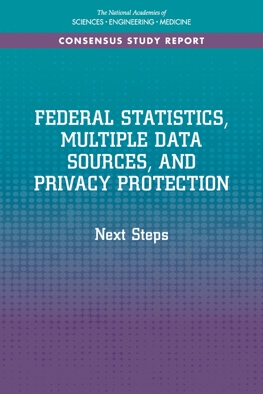 The National Academies of
SCIENCES • ENGINEERING • MEDICINE
CONSENSUS STUDY REPORT
FEDERAL STATISTICS,
MULTIPLE DATA
SOURCES, AND
PRIVACY PROTECTION
Next Steps